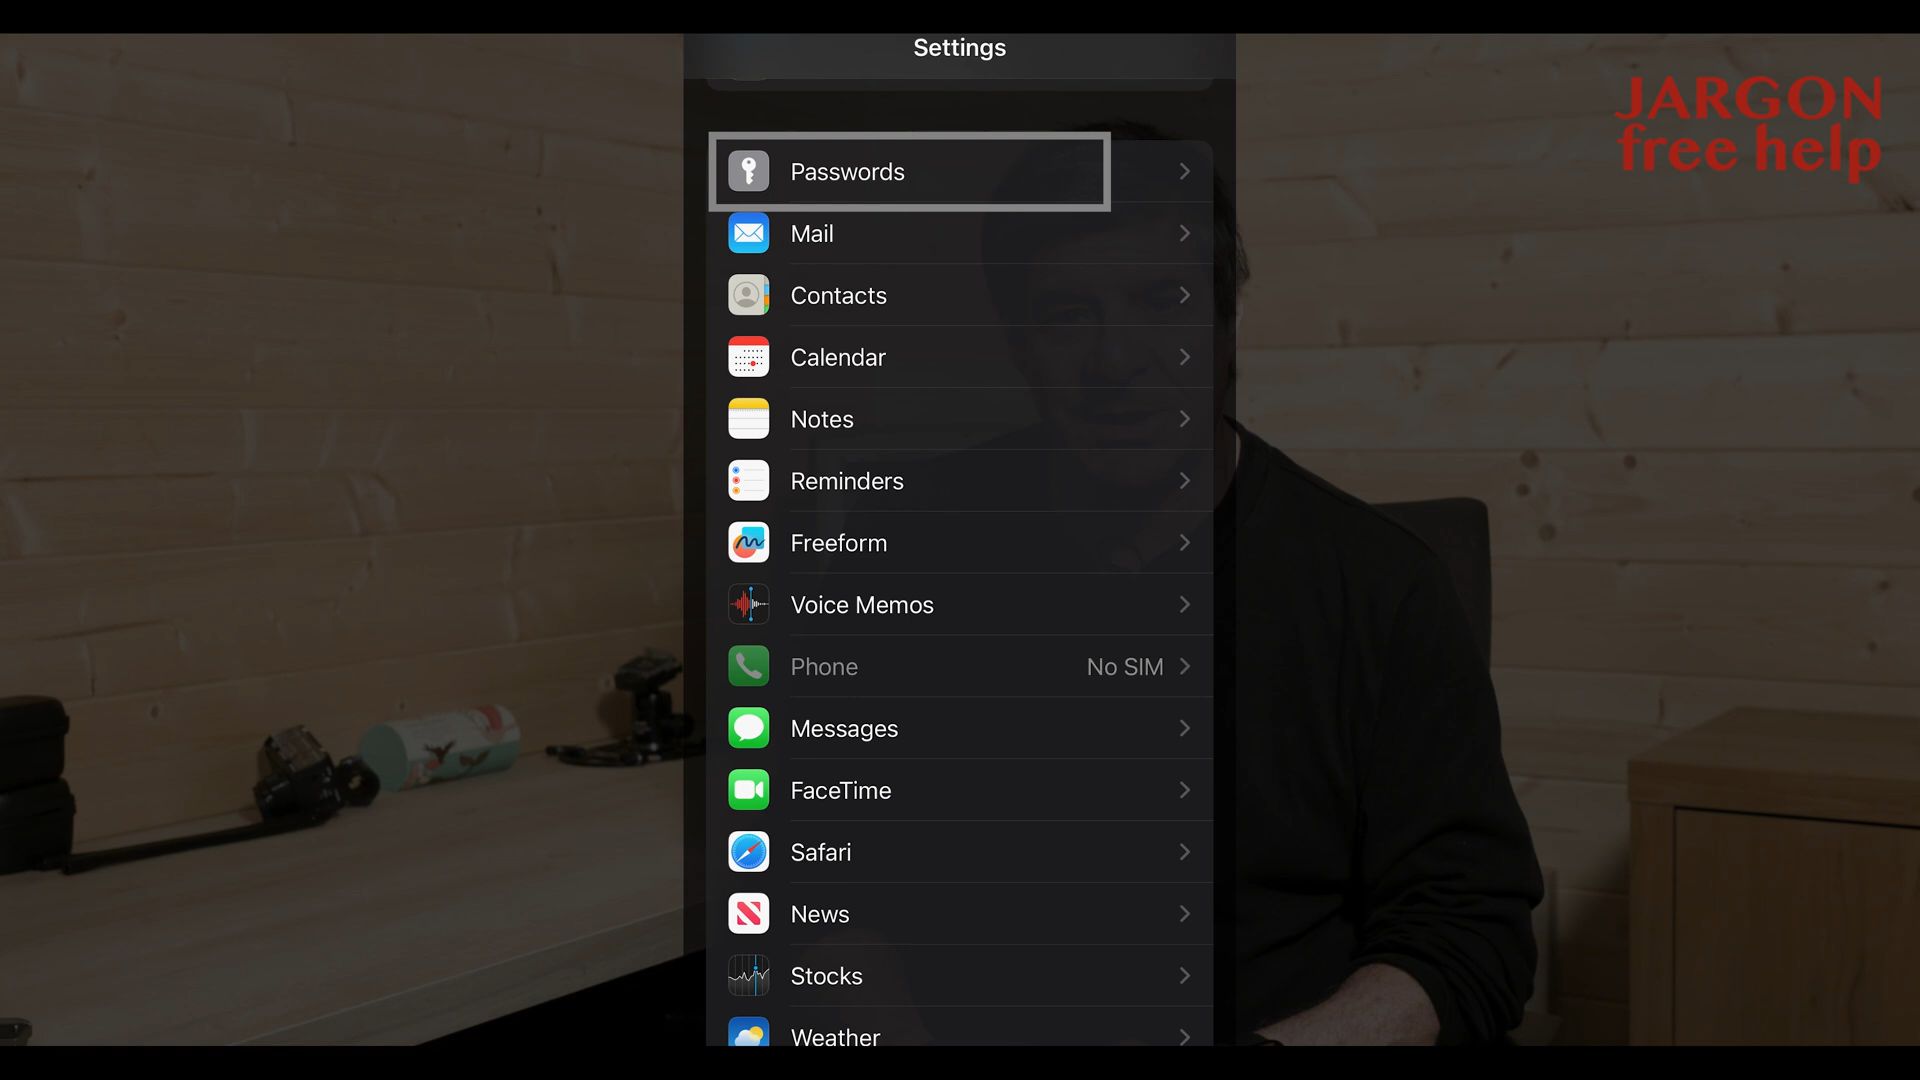 Settings
JARGON
free help
Passwords
Mail
Contacts
Calendar
Notes
Reminders
Freeform
Voice Memos
Phone No SIM
Messages
FaceTime
Safari
News
Stocks
Weather